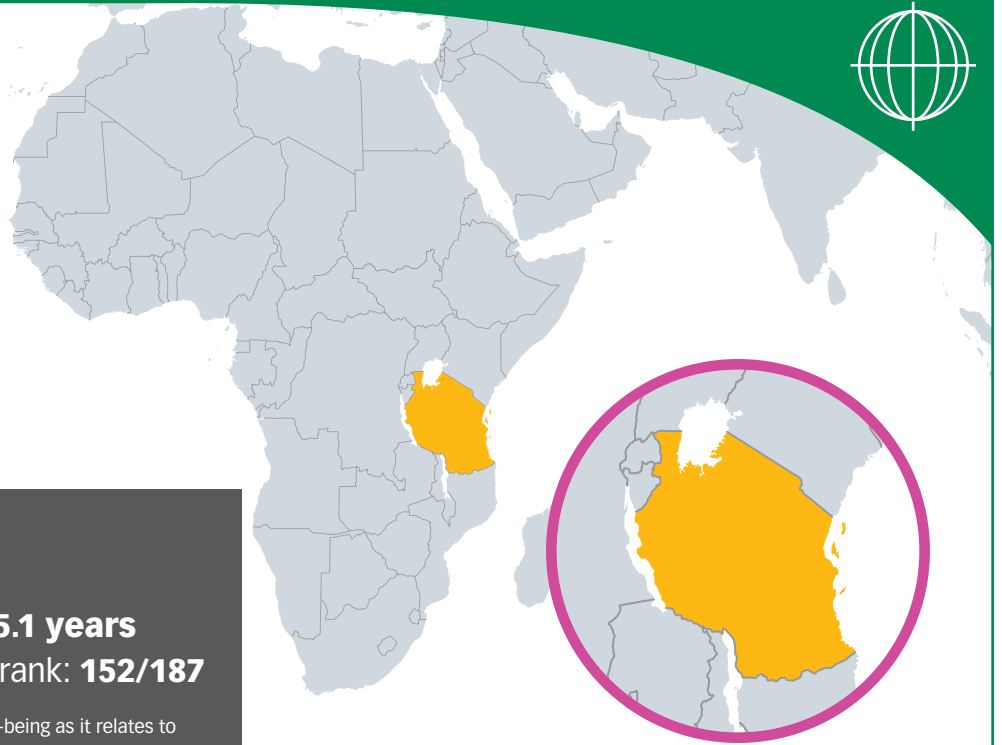 5.1 years
rank: 152/187
-being as it relates to